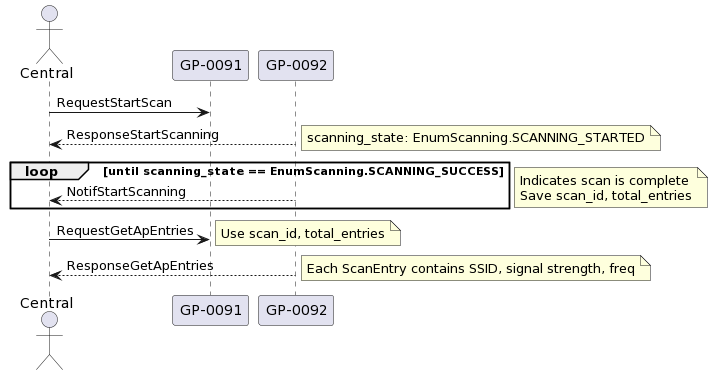 Central
GP-0091
GP-0092
RequestStartScan
ResponseStartScanning
scanning_state: EnumScanning.SCANNING_STARTED
loop
[until scanning_state == EnumScanning.SCANNING_SUCCESS]
Indicates scan is complete
Save scan_id, total_entries
NotifStartScanning
RequestGetApEntries
Use scan_id, total_entries
ResponseGetApEntries
Each ScanEntry contains SSID, signal strength, freq
Central
GP-0091
GP-0092